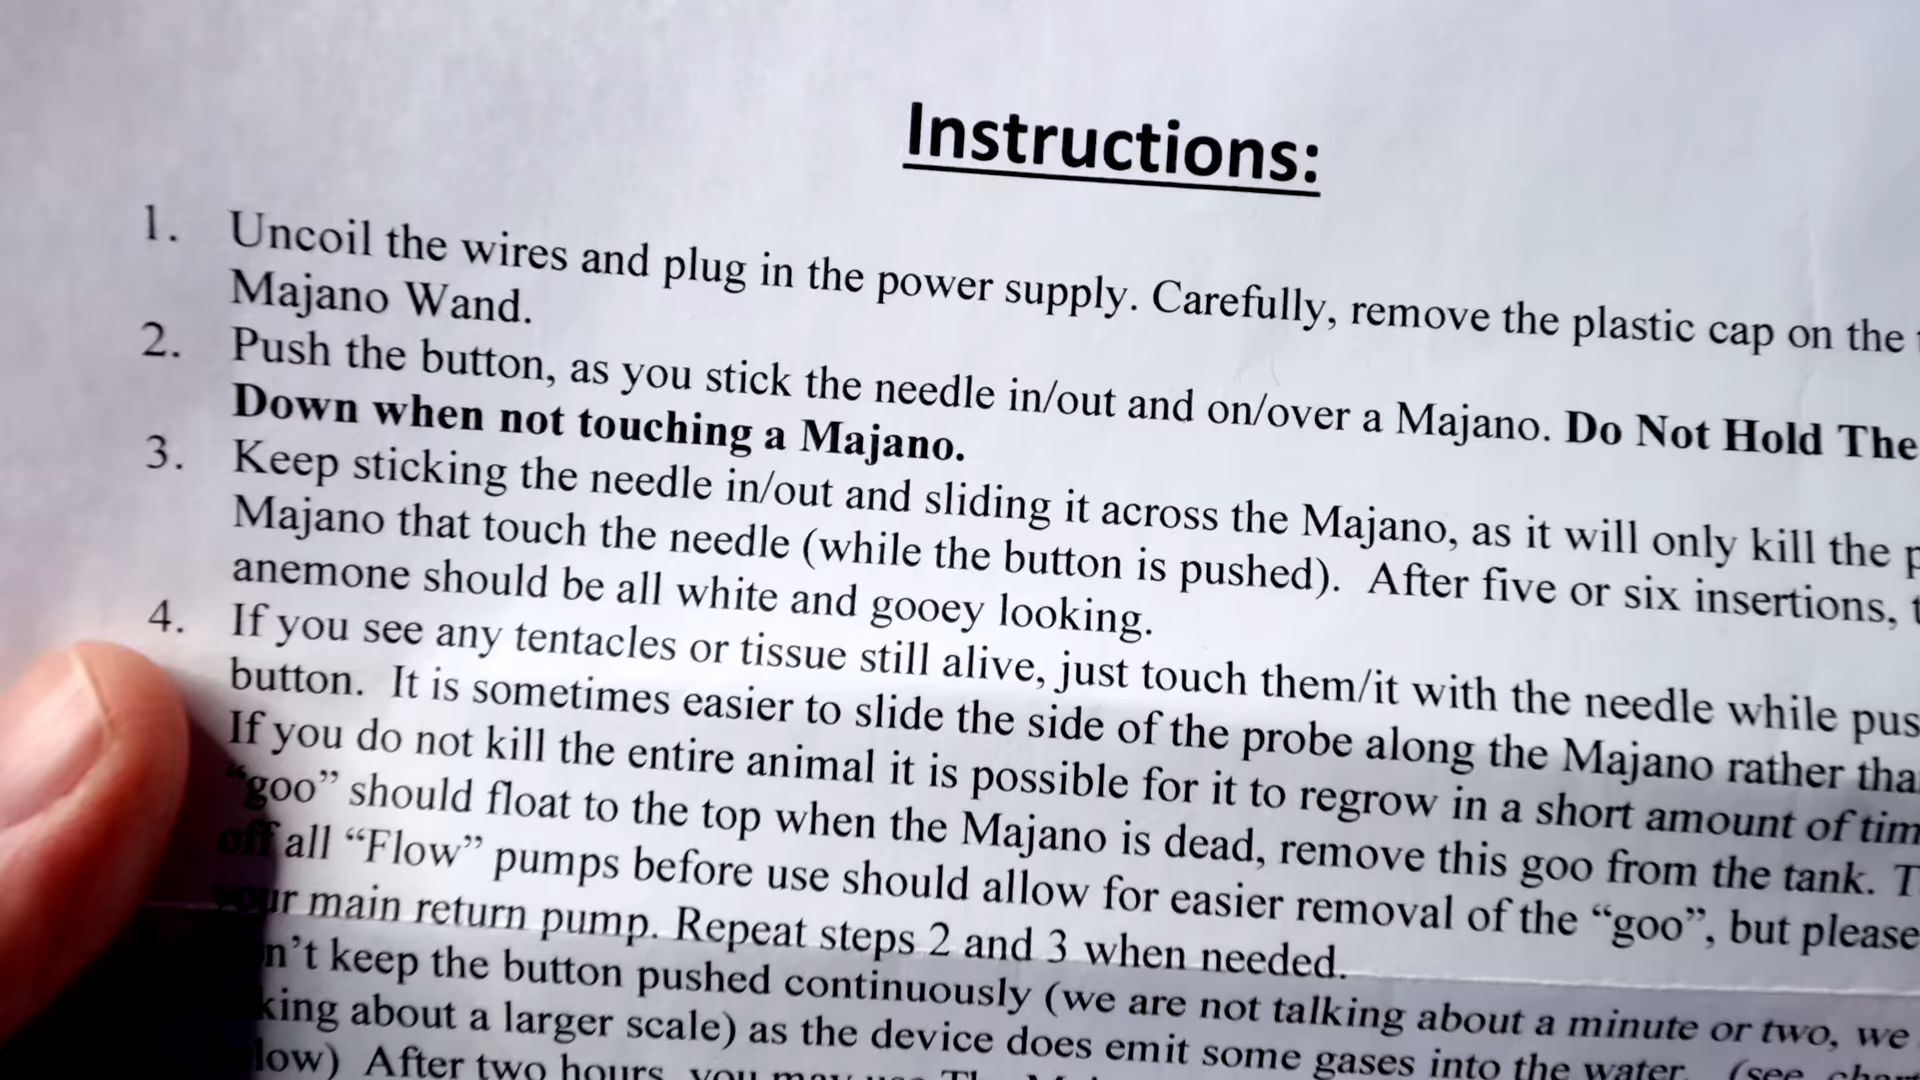 Instructions:
1. Uncoil the wires and plug in the power supply. Carefully, remove the plastic cap on the
Majano Wand.
2. Push the button, as you stick the needle in/out and on/over a Majano. Do Not Hold The
Down when not touching a Majano.
3. Keep sticking the needle in/out and sliding it across the Majano, as it will only kill the
Majano that touch the needle (while the button is pushed). After five or six insertions,
anemone should be all white and gooey looking.
4. If you see any tentacles or tissue still alive, just touch them/it with the needle while
button. It is sometimes easier to slide the side of the probe along the Majano rather
If you do not kill the entire animal it is possible for it to regrow in a short amount of
“goo” should float to the top when the Majano is dead, remove this goo from the tank.
off all “Flow” pumps before use should allow for easier removal of the “goo”, but please
your main return pump. Repeat steps 2 and 3 when needed.
n’t keep the button pushed continuously (we are not talking about a minute or two, we
king about a larger scale) as the device does emit some gases into the water. (see
low) After two hours, you may